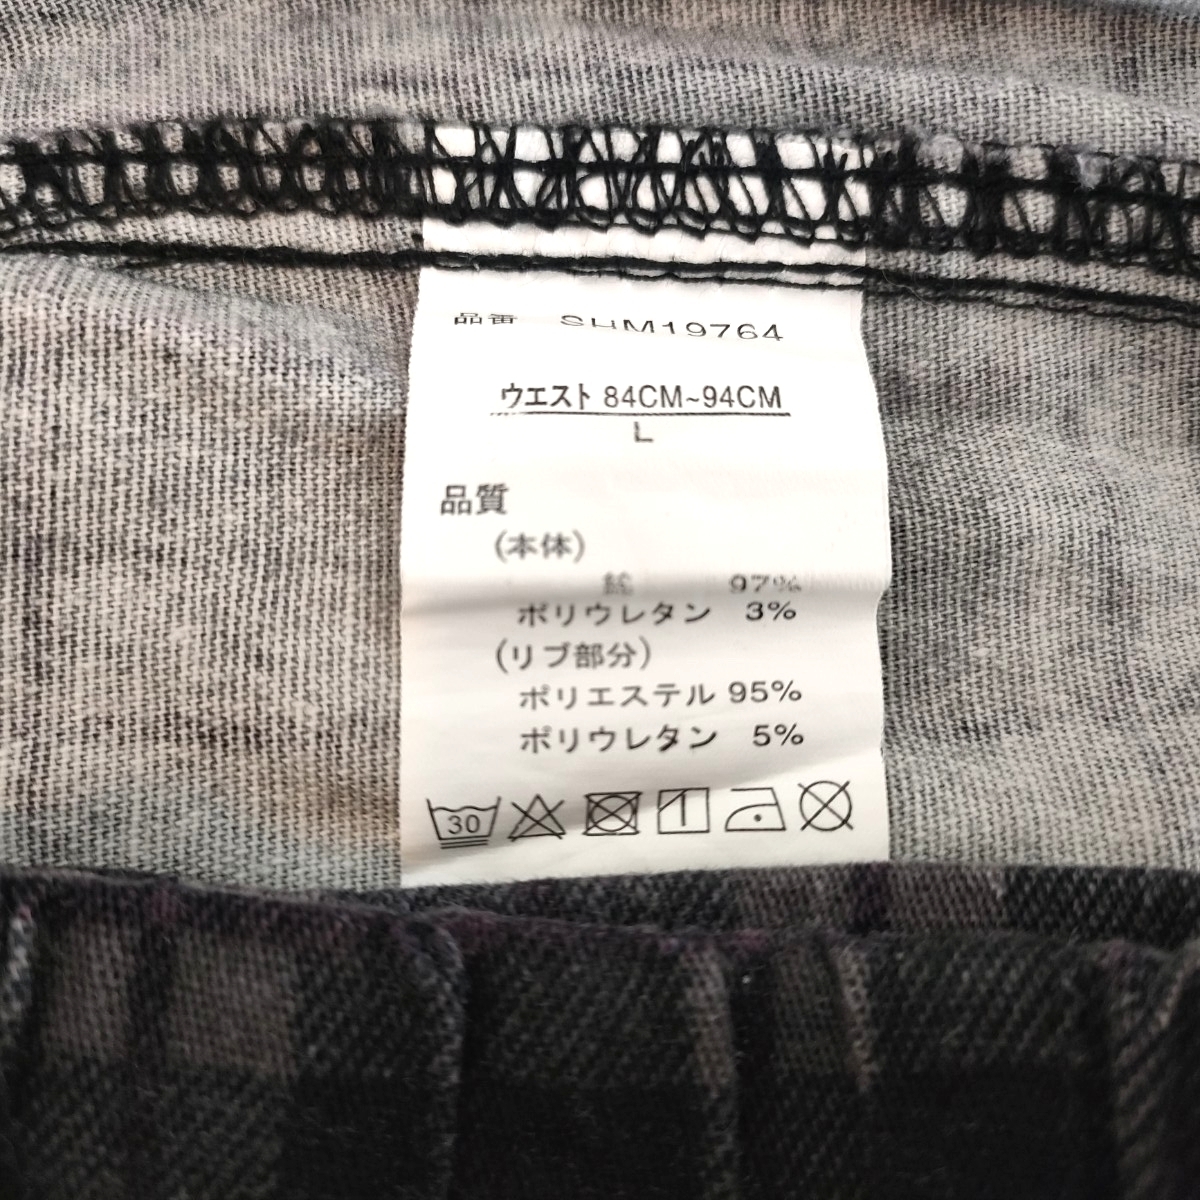 品番 SHM19764
ウエスト 84CM~94CM
L
品質
(本体)
綿 97%
ポリウレタン 3%
(リブ部分)
ポリエステル 95%
ポリウレタン 5%
30